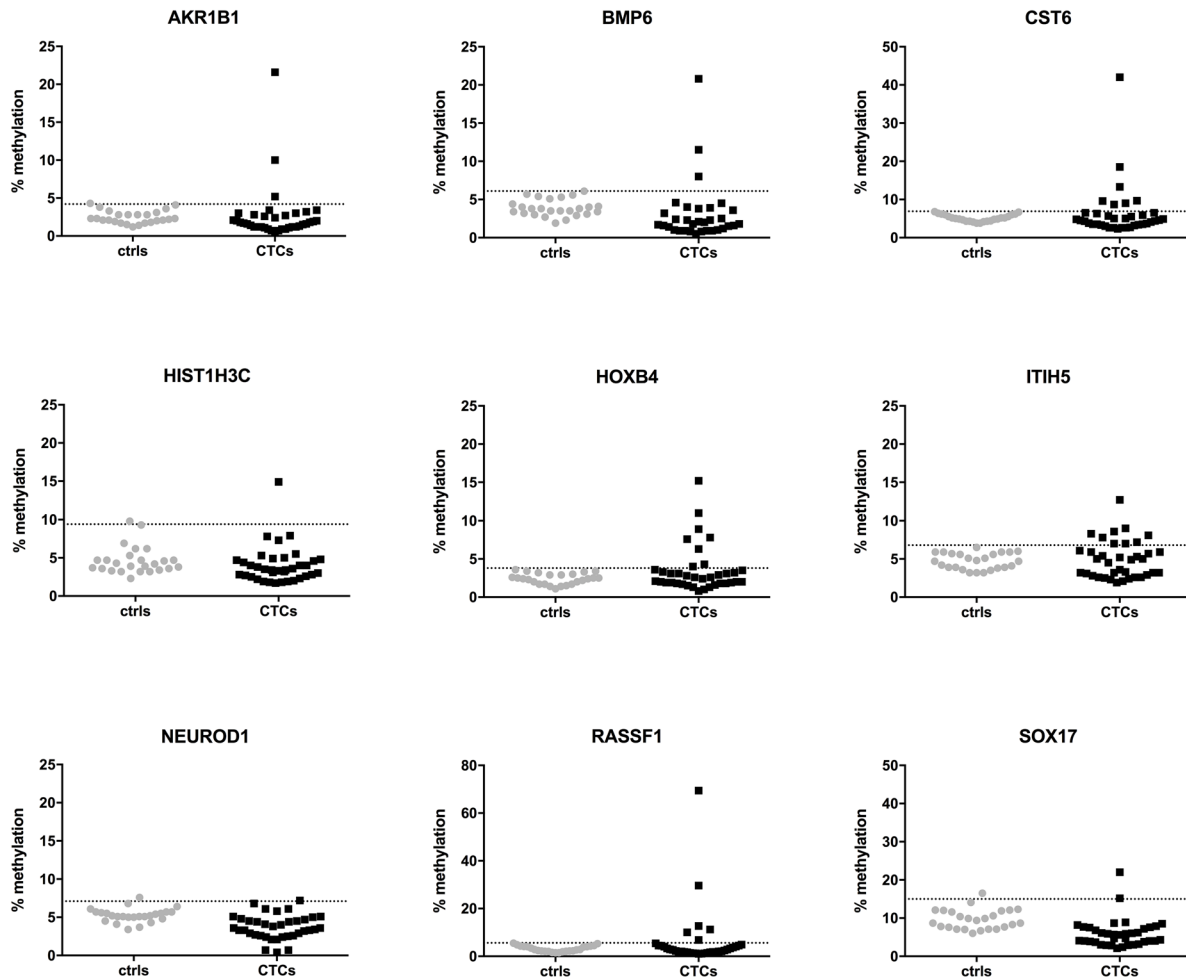 AKR1B1
% methylation
25
20
15
10
5
0
ctrls CTCs
BMP6
% methylation
25
20
15
10
5
0
ctrls CTCs
CST6
% methylation
50
40
30
20
10
0
ctrls CTCs
HIST1H3C
% methylation
25
20
15
10
5
0
ctrls CTCs
HOXB4
% methylation
25
20
15
10
5
0
ctrls CTCs
ITIH5
% methylation
25
20
15
10
5
0
ctrls CTCs
NEUROD1
% methylation
25
20
15
10
5
0
ctrls CTCs
RASSF1
% methylation
80
60
40
20
0
ctrls CTCs
SOX17
% methylation
50
40
30
20
10
0
ctrls CTCs